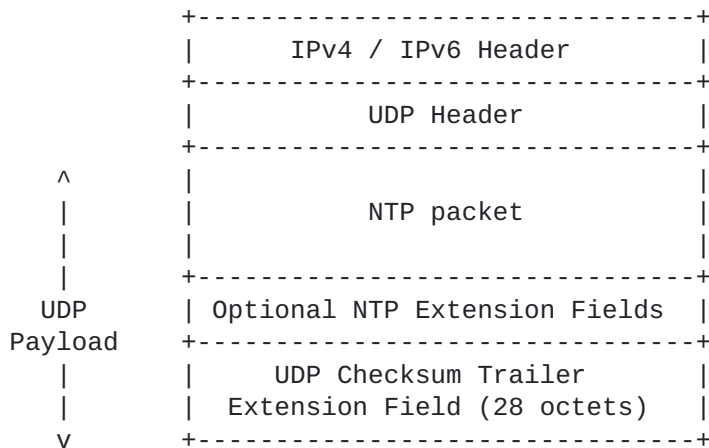 IPv4 / IPv6 Header
UDP Header
NTP packet
UDP
Payload
Optional NTP Extension Fields
UDP Checksum Trailer
Extension Field (28 octets)